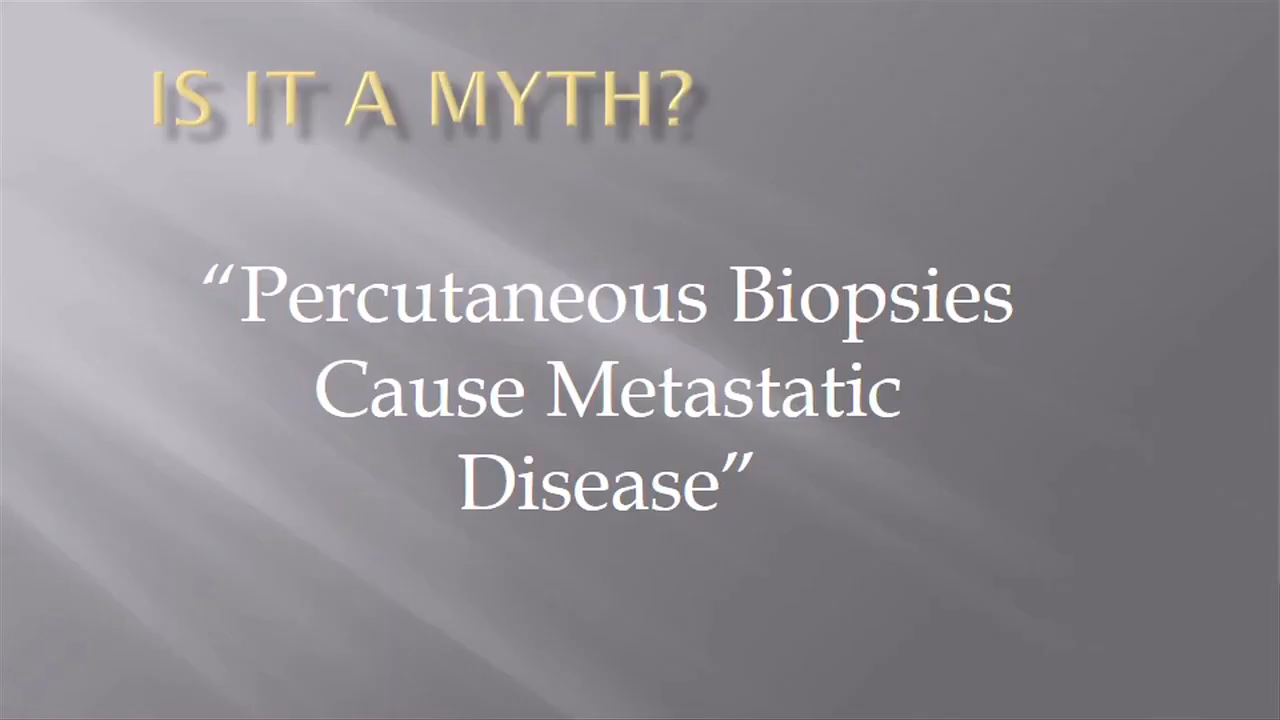 IS IT A MYTH?
“Percutaneous Biopsies
Cause Metastatic
Disease”